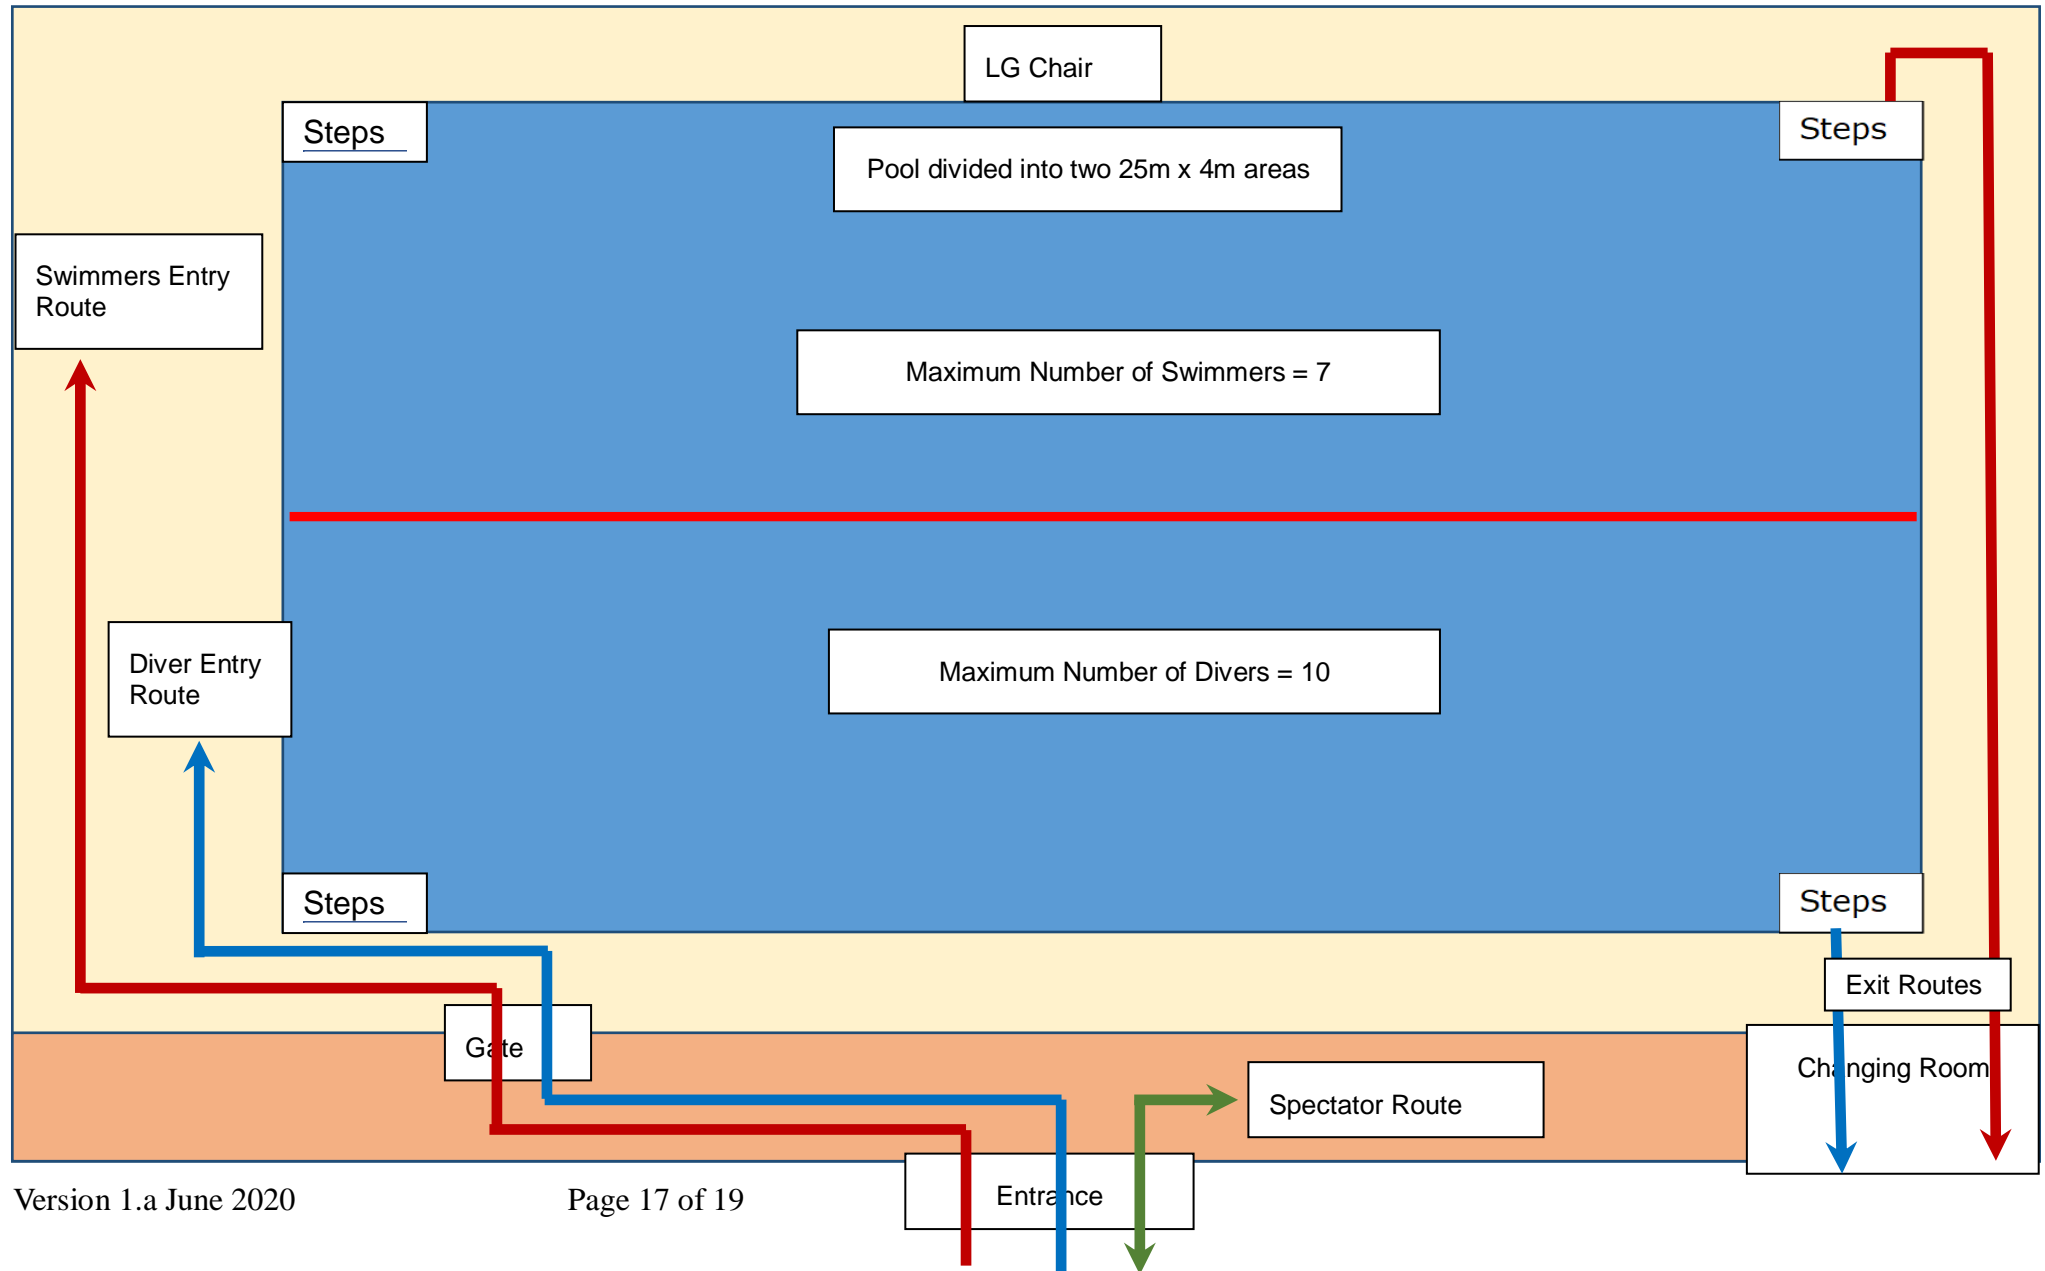 LG Chair
Steps
Steps
Pool divided into two 25m x 4m areas
Swimmers Entry
Route
Maximum Number of Swimmers = 7
Diver Entry
Route
Maximum Number of Divers = 10
Steps
Steps
Exit Routes
Gate
Changing Room
Spectator Route
Entrance
Version 1.a June 2020 Page 17 of 19